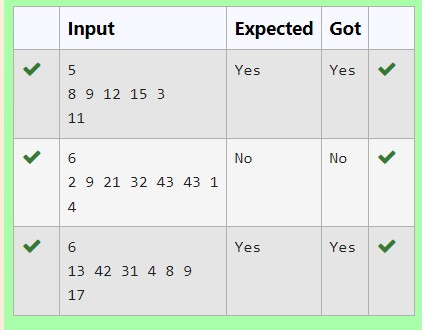 Input Expected Got
5 Yes Yes
8 9 12 15 3
11
6 No No
2 9 21 32 43 43 1
4
6 Yes Yes
13 42 31 4 8 9
17